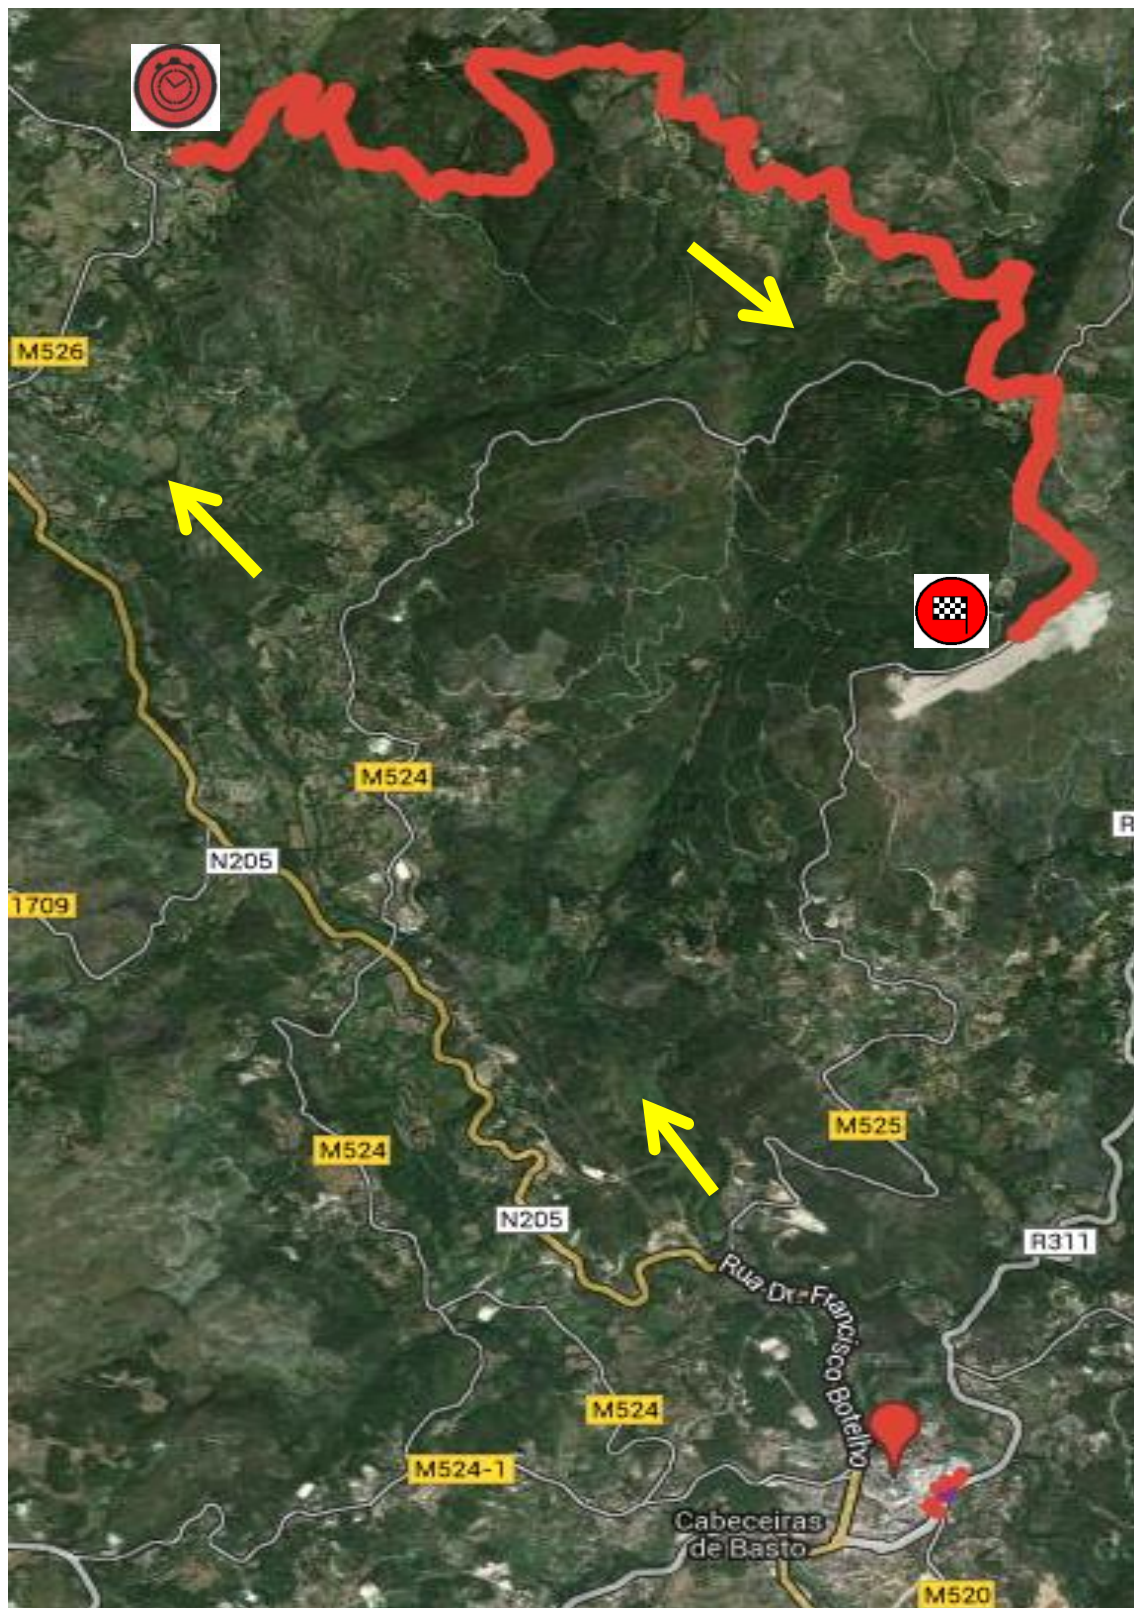 M526
M524
N205
1709
R
M525
M524
N205
R311
Rua Dr. Francisco Botelho
M524
M524-1
Cabeceiras
de Basto
M520